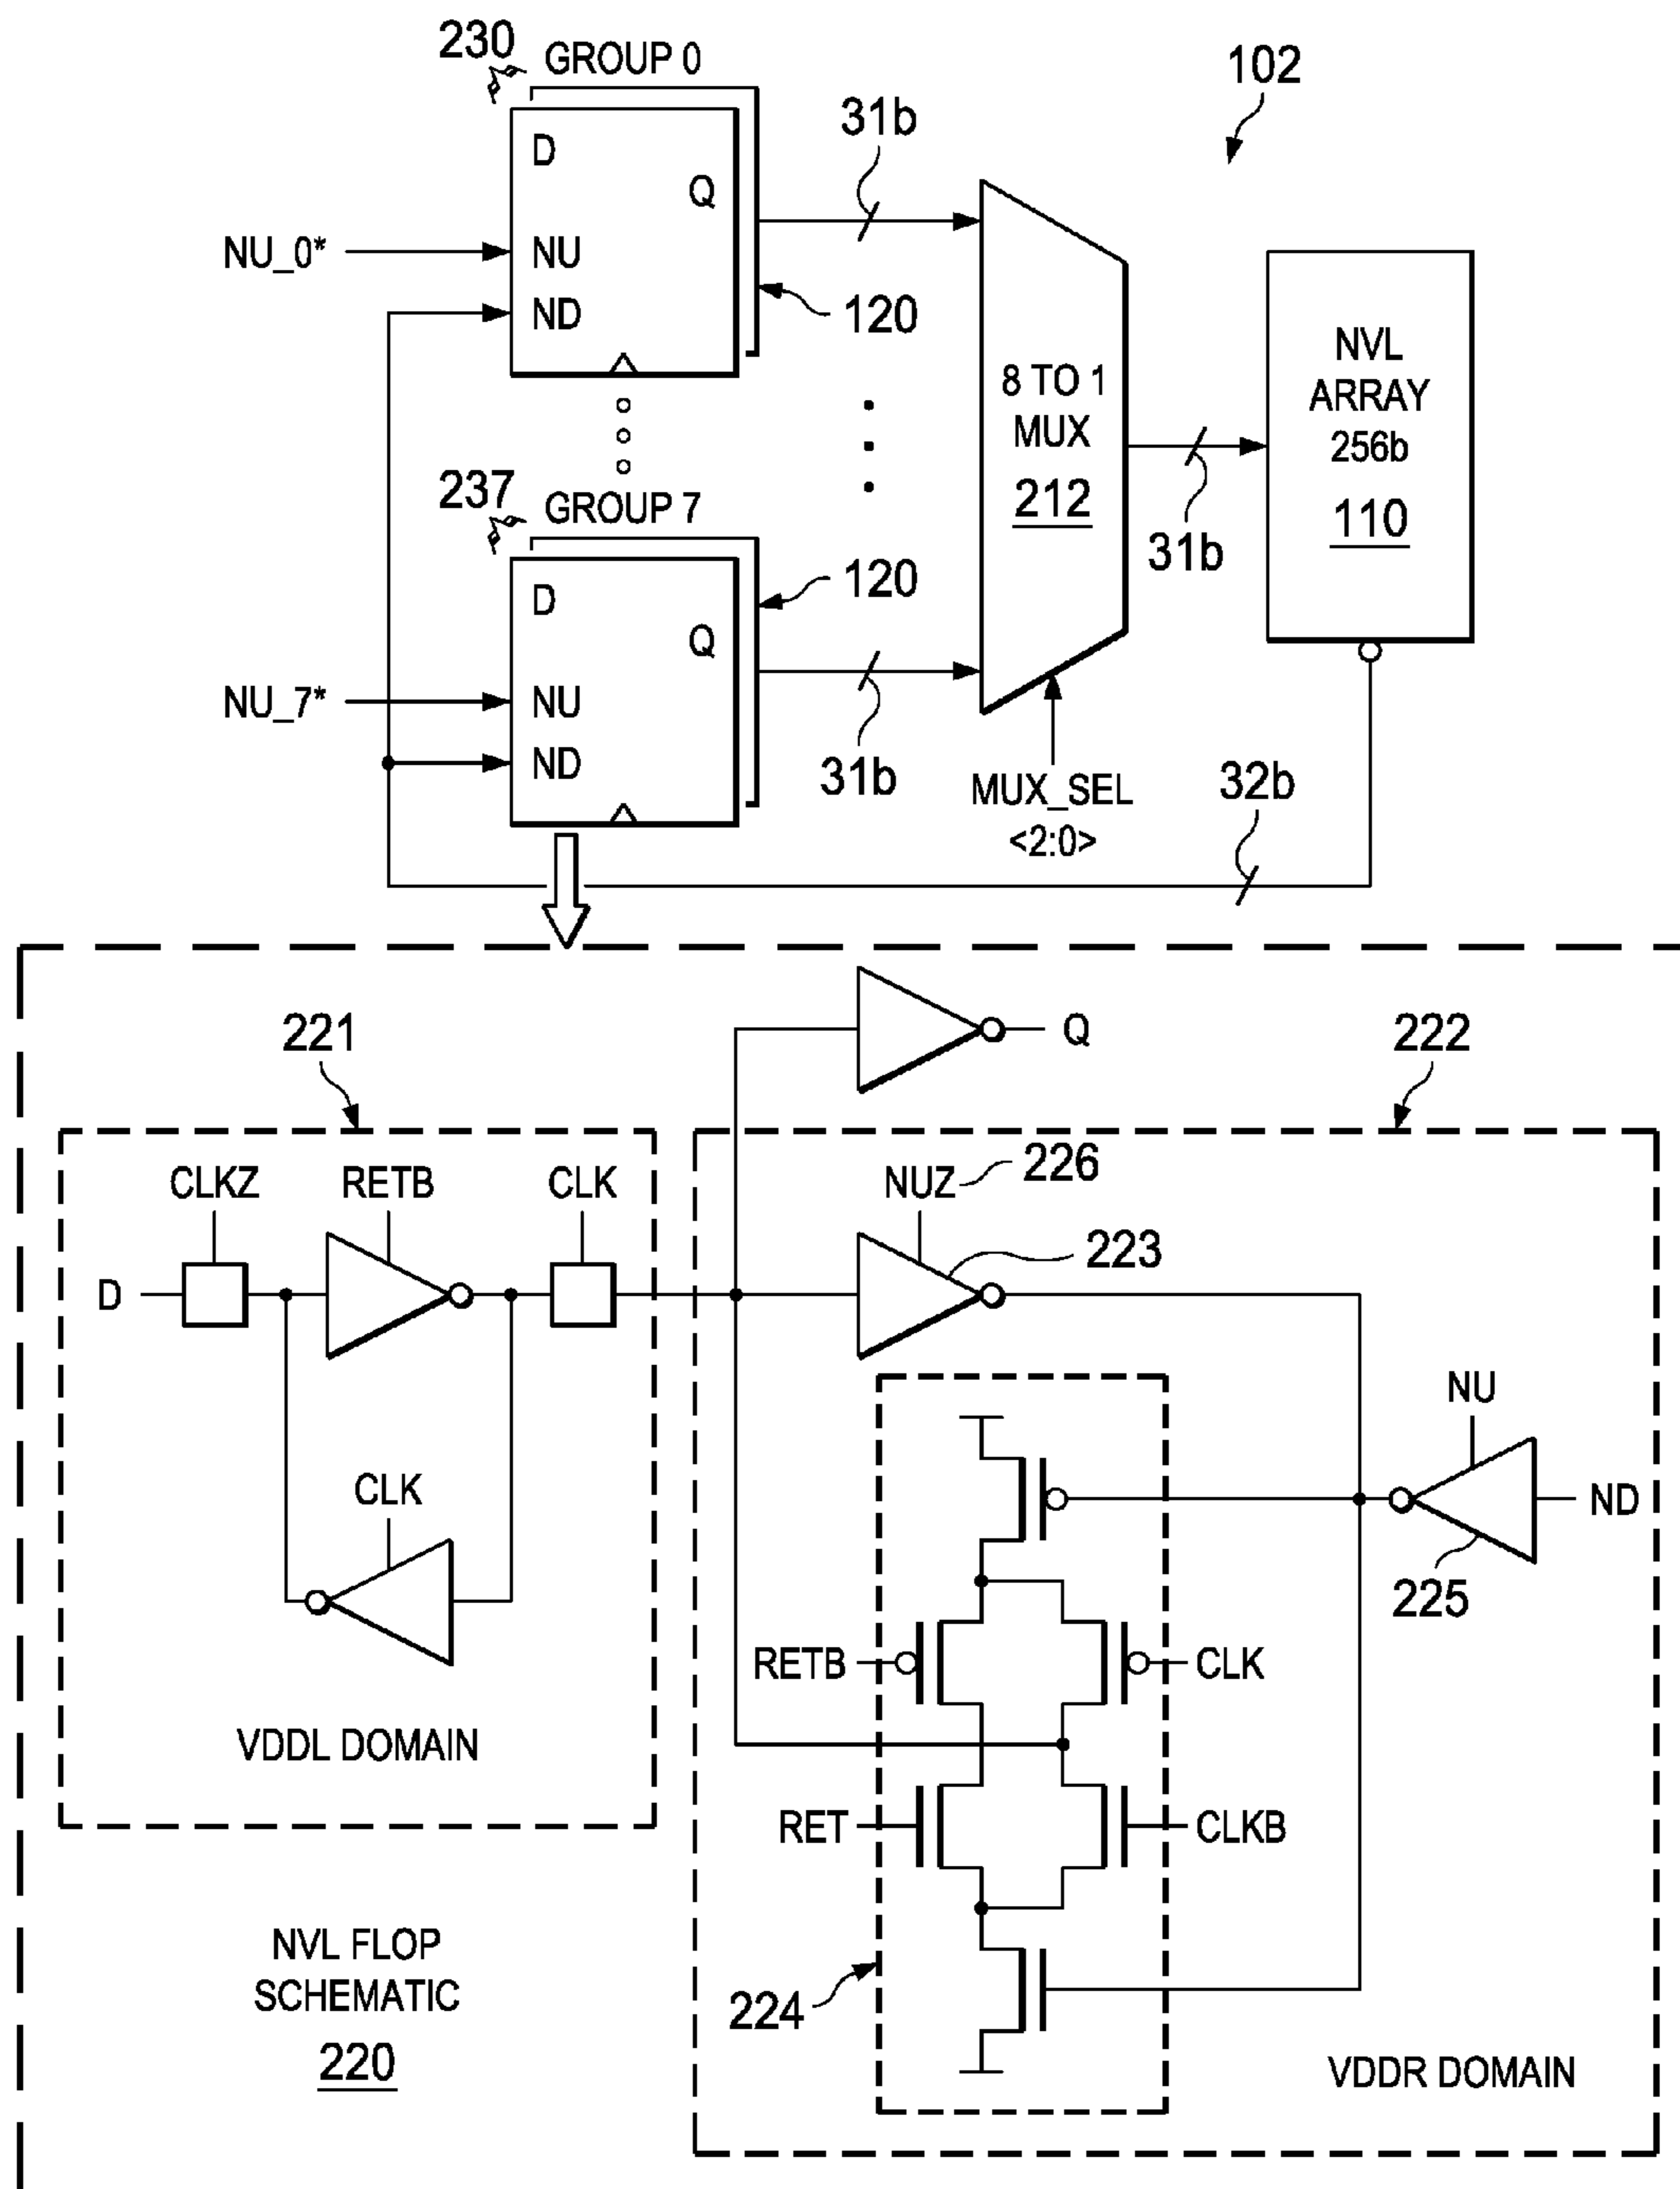 230
GROUP 0
102
31b
D
Q
NU_0*
NU
ND
120
NVL
ARRAY
256b
110
8 TO 1
MUX
212
31b
237
GROUP 7
D
120
Q
NU_7*
NU
ND
31b
MUX_SEL
<2:0>
32b
221
Q
222
CLKZ
RETB
CLK
NUZ
226
223
D
NU
CLK
ND
225
RETB
CLK
VDDL DOMAIN
RET
CLKB
NVL FLOP
SCHEMATIC
220
224
VDDR DOMAIN